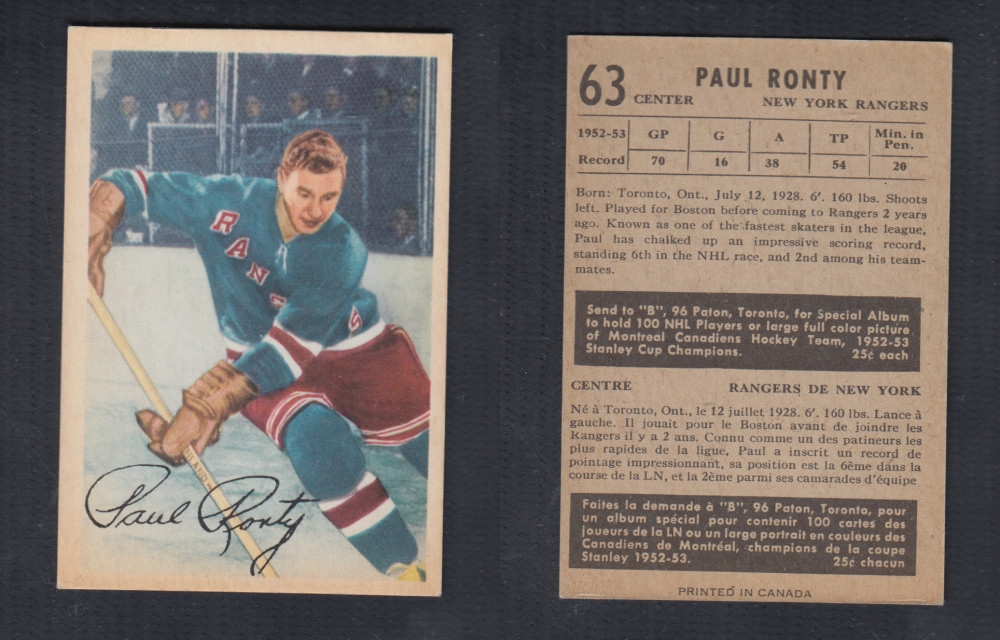 RAN
Paul Ronty
63 PAUL RONTY
CENTER NEW YORK RANGERS
1952-53 GP G A TP Min. in Pen.
Record 70 16 38 54 20
Born: Toronto, Ont., July 12, 1928. 6'. 160 lbs. Shoots
left. Played for Boston before coming to Rangers 2 years
ago. Known as one of the fastest skaters in the league,
Paul has chalked up an impressive scoring record,
standing 6th in the NHL race, and 2nd among his team-
mates.
Send to "B", 96 Paton, Toronto, for Special Album
to hold 100 NHL Players or large full color picture
of Montreal Canadiens Hockey Team, 1952-53
Stanley Cup Champions. 25¢ each
CENTRE RANGERS DE NEW YORK
Né à Toronto, Ont., le 12 juillet 1928. 6'. 160 lbs. Lance à
gauche. Il jouait pour le Boston avant de joindre les
Rangers il y a 2 ans. Connu comme un des patineurs les
plus rapides de la ligue, Paul a inscrit un record de
pointage impressionnant, sa position est la 6ème dans la
course de la LN, et la 2ème parmi ses camarades d'équipe
Faites la demande à "B", 96 Paton, Toronto, pour
un album spécial pour contenir 100 cartes des
joueurs de la LN ou un large portrait en couleurs des
Canadiens de Montréal, champions de la coupe
Stanley 1952-53. 25¢ chacun
PRINTED IN CANADA